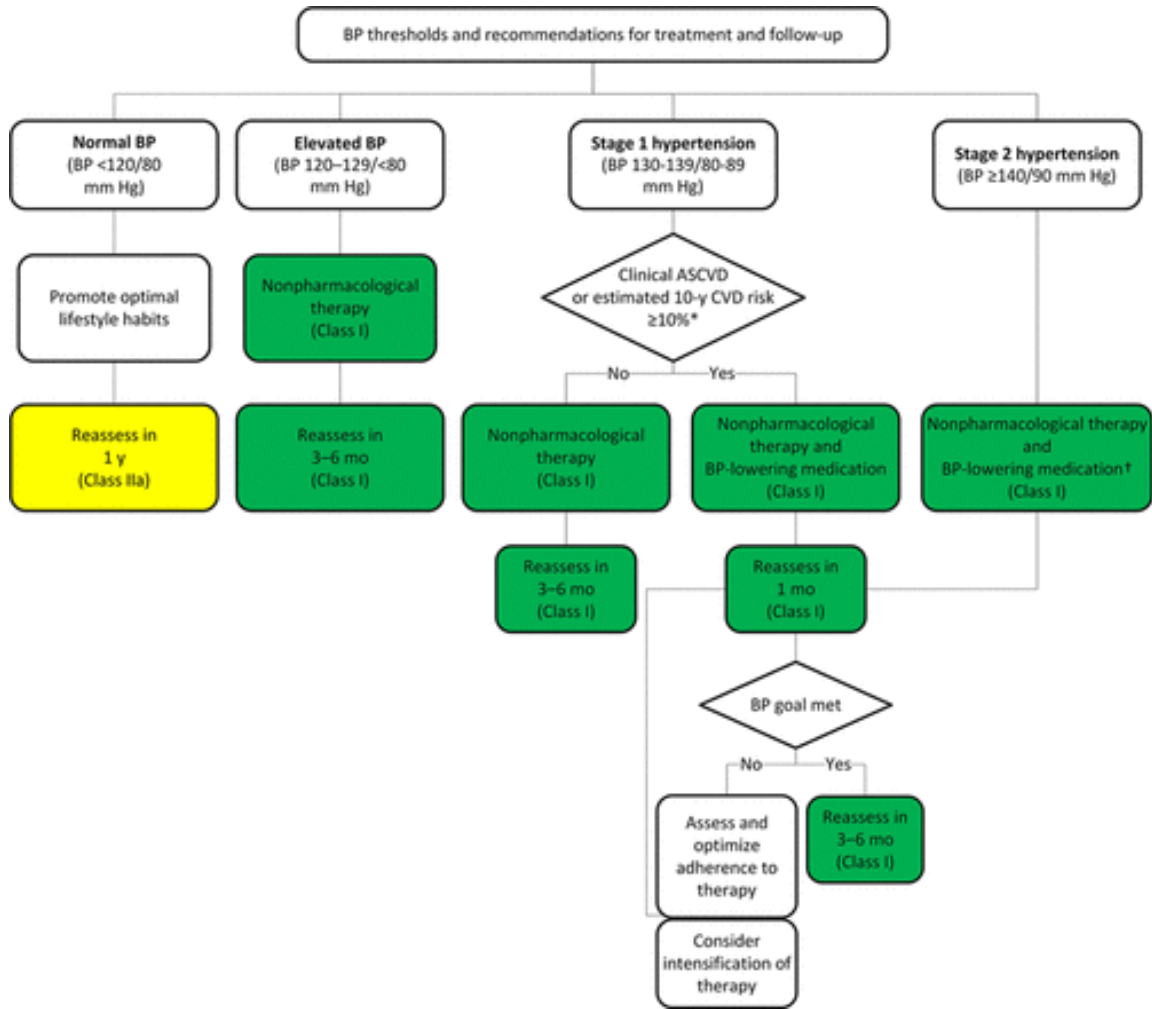 BP thresholds and recommendations for treatment and follow-up
Normal BP
(BP <120/80
mm Hg)
Elevated BP
(BP 120–129/<80
mm Hg)
Stage 1 hypertension
(BP 130-139/80-89
mm Hg)
Stage 2 hypertension
(BP ≥140/90 mm Hg)
Promote optimal
lifestyle habits
Nonpharmacological
therapy
(Class I)
Clinical ASCVD
or estimated 10-y CVD risk
≥10%*
No
Yes
Reassess in
1 y
(Class IIa)
Reassess in
3–6 mo
(Class I)
Nonpharmacological
therapy
(Class I)
Nonpharmacological
therapy and
BP-lowering medication
(Class I)
Nonpharmacological therapy
and
BP-lowering medication†
(Class I)
Reassess in
3–6 mo
(Class I)
Reassess in
1 mo
(Class I)
BP goal met
No
Yes
Assess and
optimize
adherence to
therapy
Reassess in
3–6 mo
(Class I)
Consider
intensification of
therapy